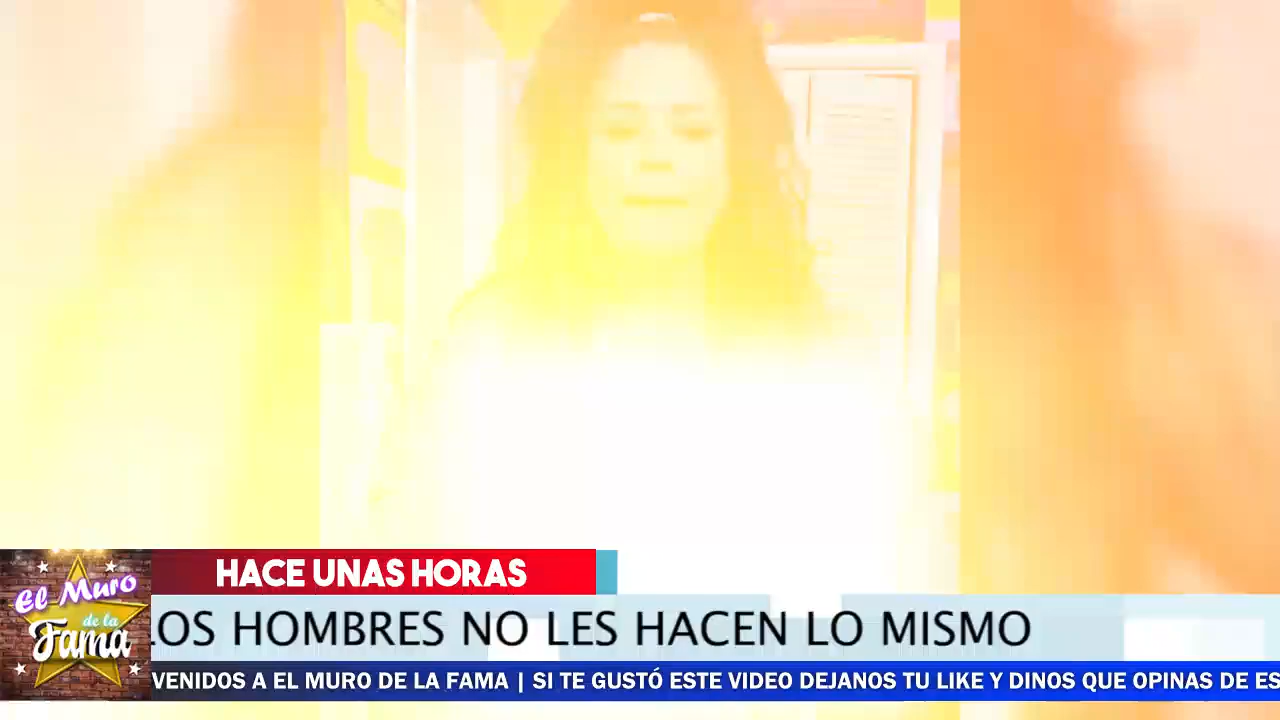 HACE UNAS HORAS
El Muro
de la
Fama
LOS HOMBRES NO LES HACEN LO MISMO
VENIDOS A EL MURO DE LA FAMA | SI TE GUSTÓ ESTE VIDEO DEJANOS TU LIKE Y DINOS QUE OPINAS DE ES